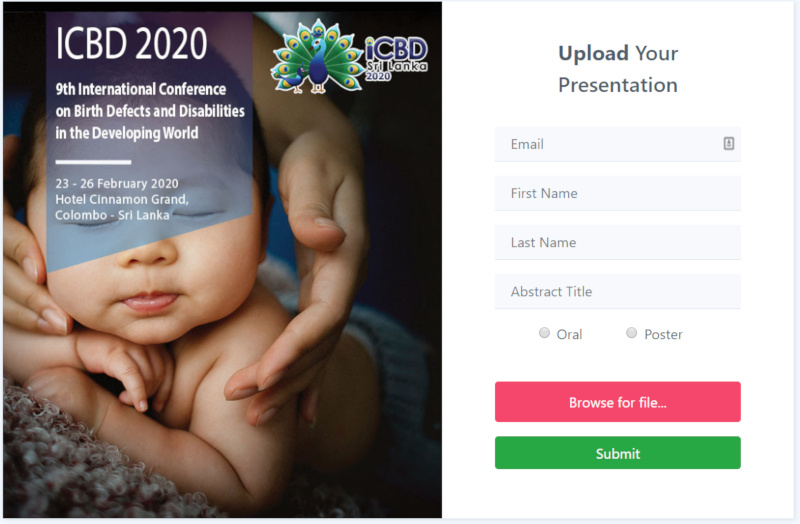 ICBD 2020
9th International Conference
on Birth Defects and Disabilities
in the Developing World
23 - 26 February 2020
Hotel Cinnamon Grand,
Colombo - Sri Lanka
iCBD
Sri Lanka
2020
Upload Your
Presentation
Email
First Name
Last Name
Abstract Title
Oral Poster
Browse for file...
Submit